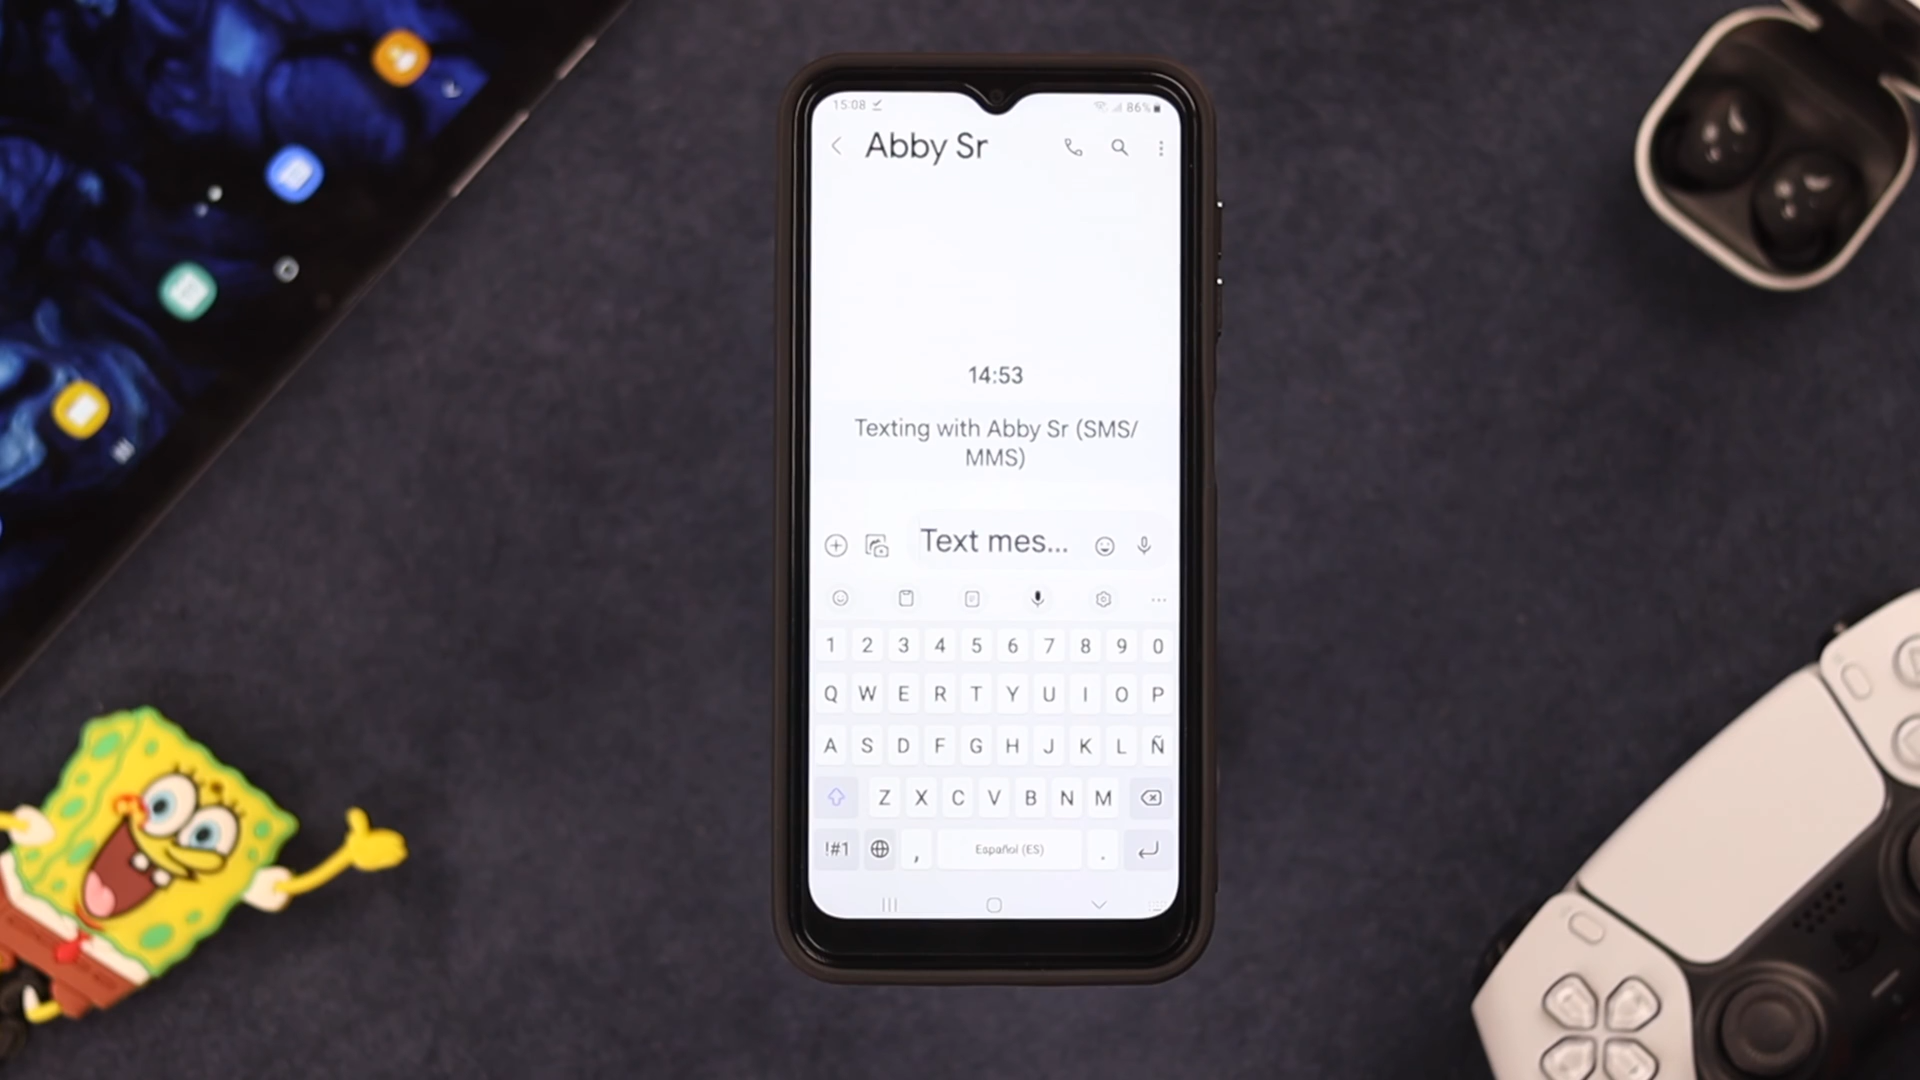 15:08 86%
Abby Sr
14:53
Texting with Abby Sr (SMS/
MMS)
Text mes...
1 2 3 4 5 6 7 8 9 0
Q W E R T Y U I O P
A S D F G H J K L Ñ
Z X C V B N M
!#1 , Español (ES) .